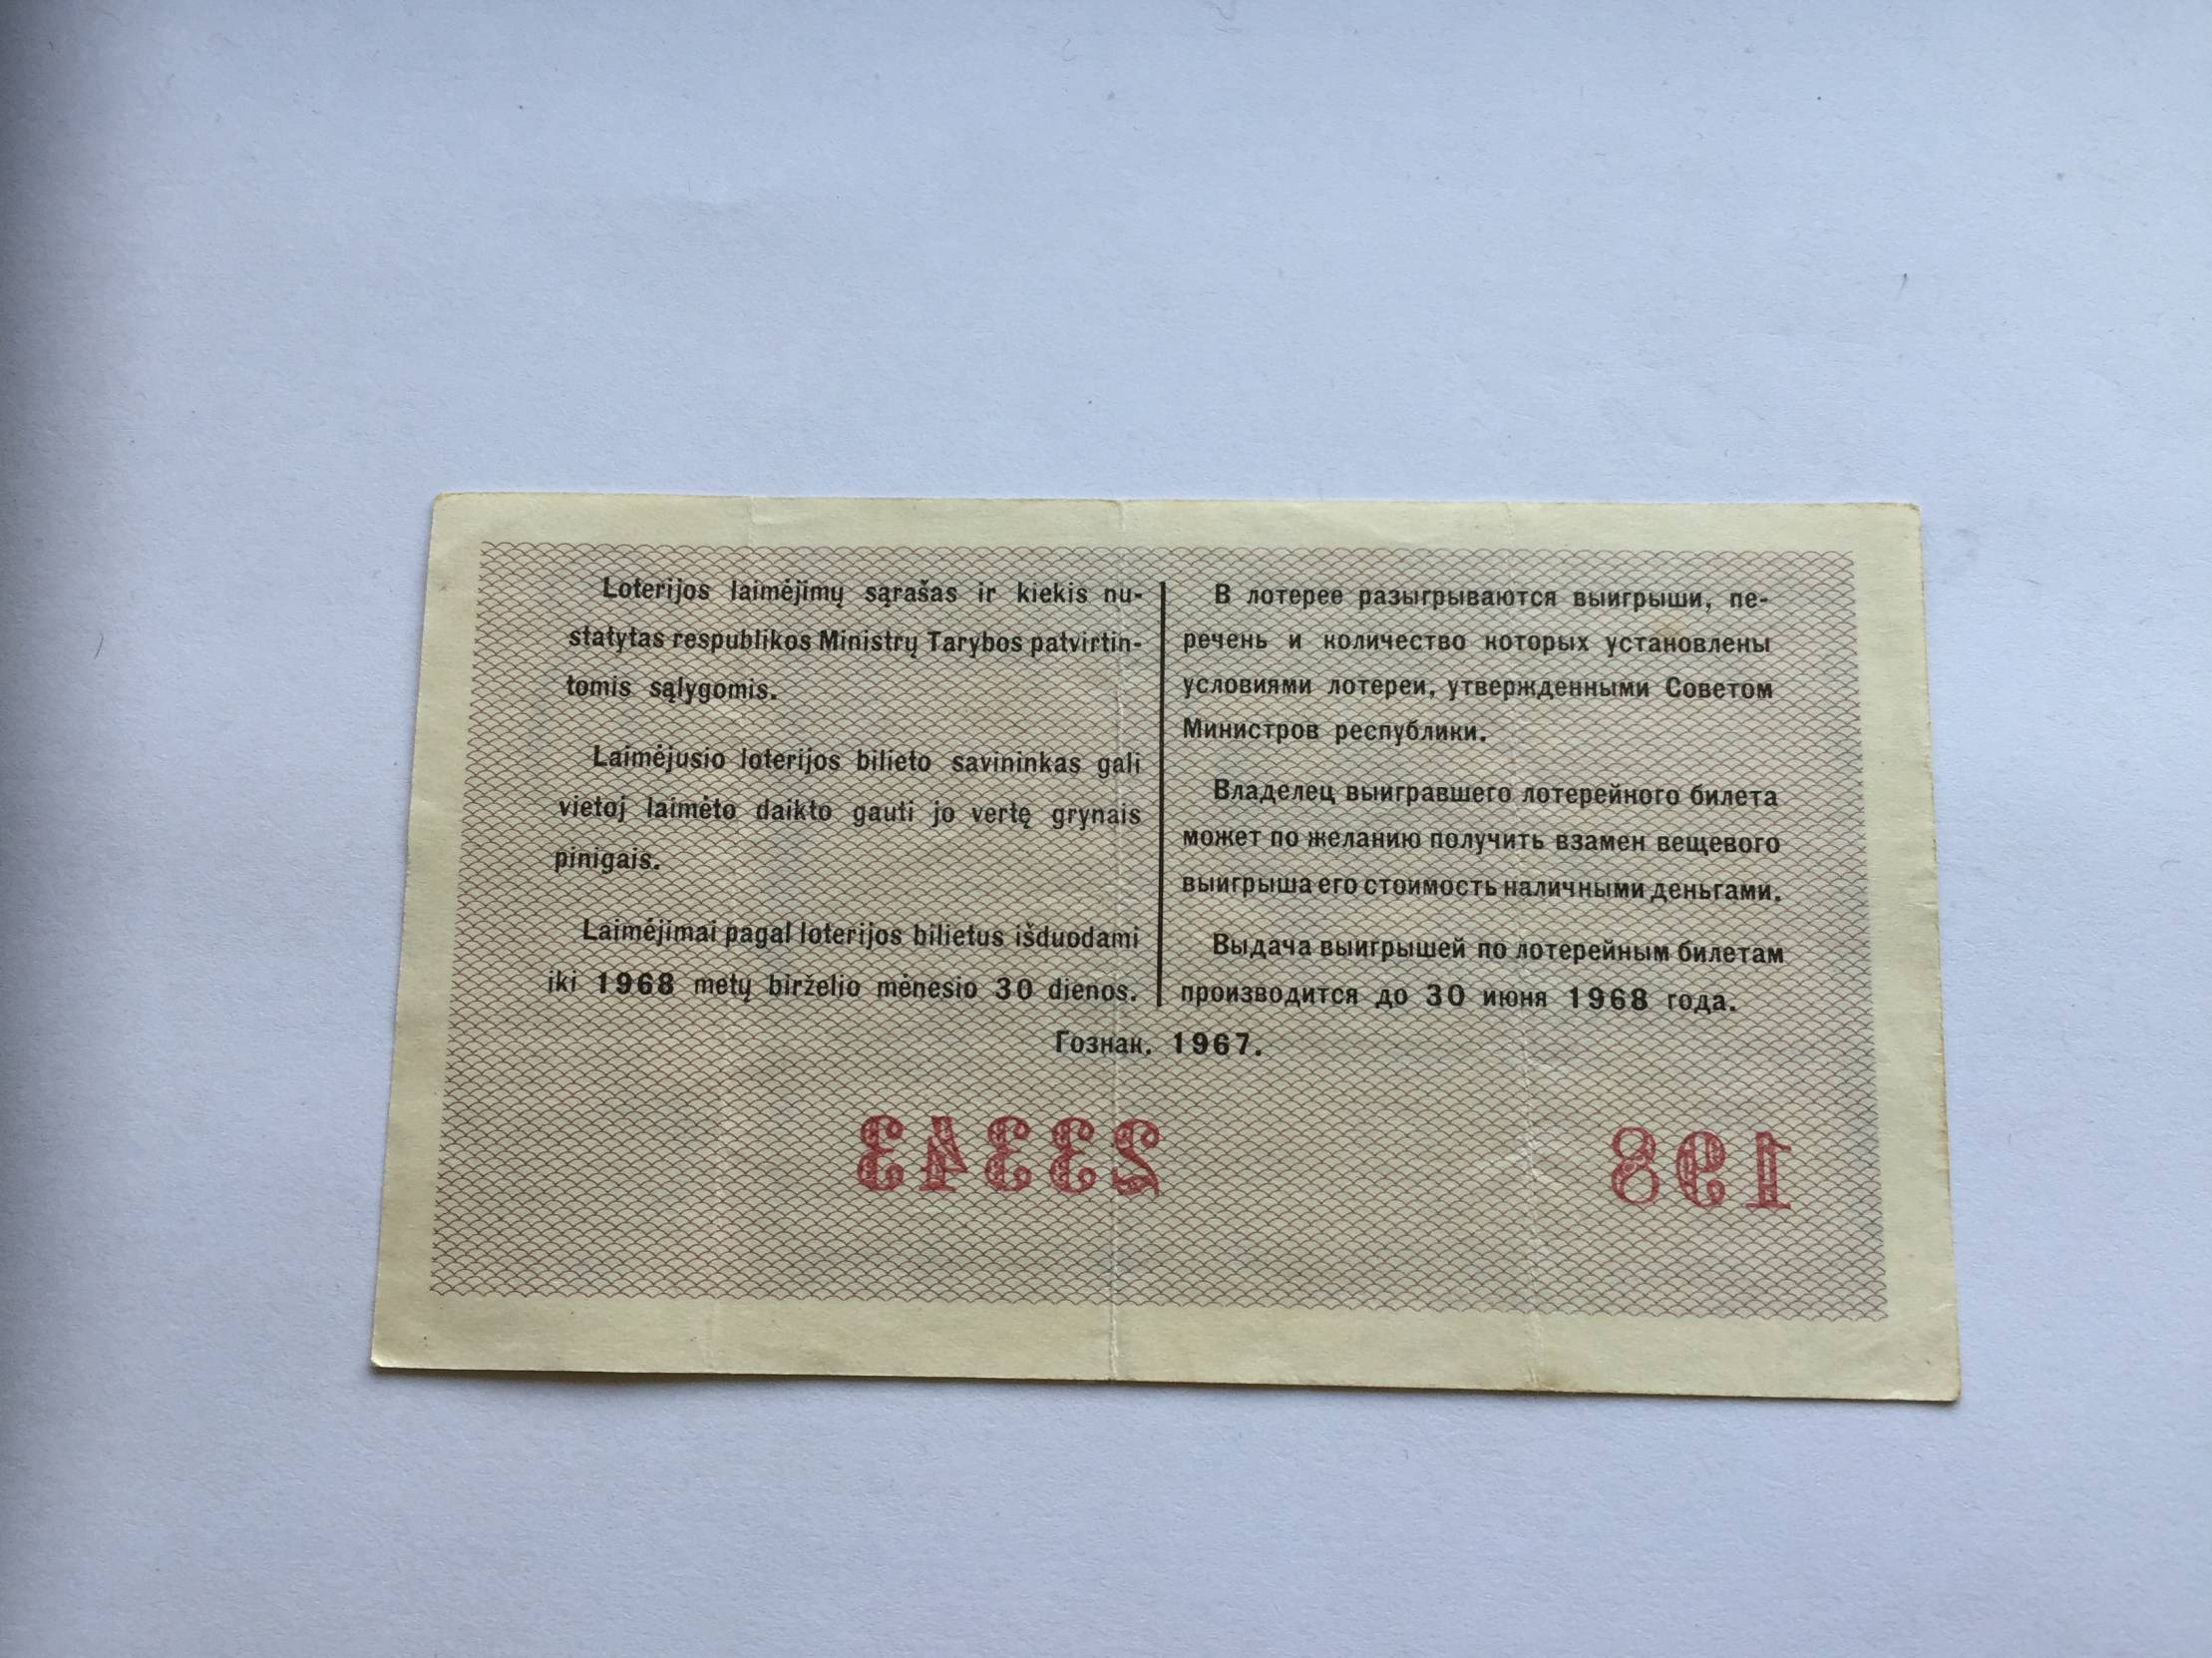 Loterijos laimėjimų sąrašas ir kiekis nu-
statytas respublikos Ministrų Tarybos patvirtin-
tomis sąlygomis.
Laimėjusio loterijos bilieto savininkas gali
vietoj laimėto daikto gauti jo vertę grynais
pinigais.
Laimėjimai pagal loterijos bilietus išduodami
iki 1968 metų birželio mėnesio 30 dienos.
В лотерее разыгрываются выигрыши, пе-
речень и количество которых установлены
условиями лотереи, утвержденными Советом
Министров республики.
Владелец выигравшего лотерейного билета
может по желанию получить взамен вещевого
выигрыша его стоимость наличными деньгами.
Выдача выигрышей по лотерейным билетам
производится до 30 июня 1968 года.
Гознак. 1967.
23343 198